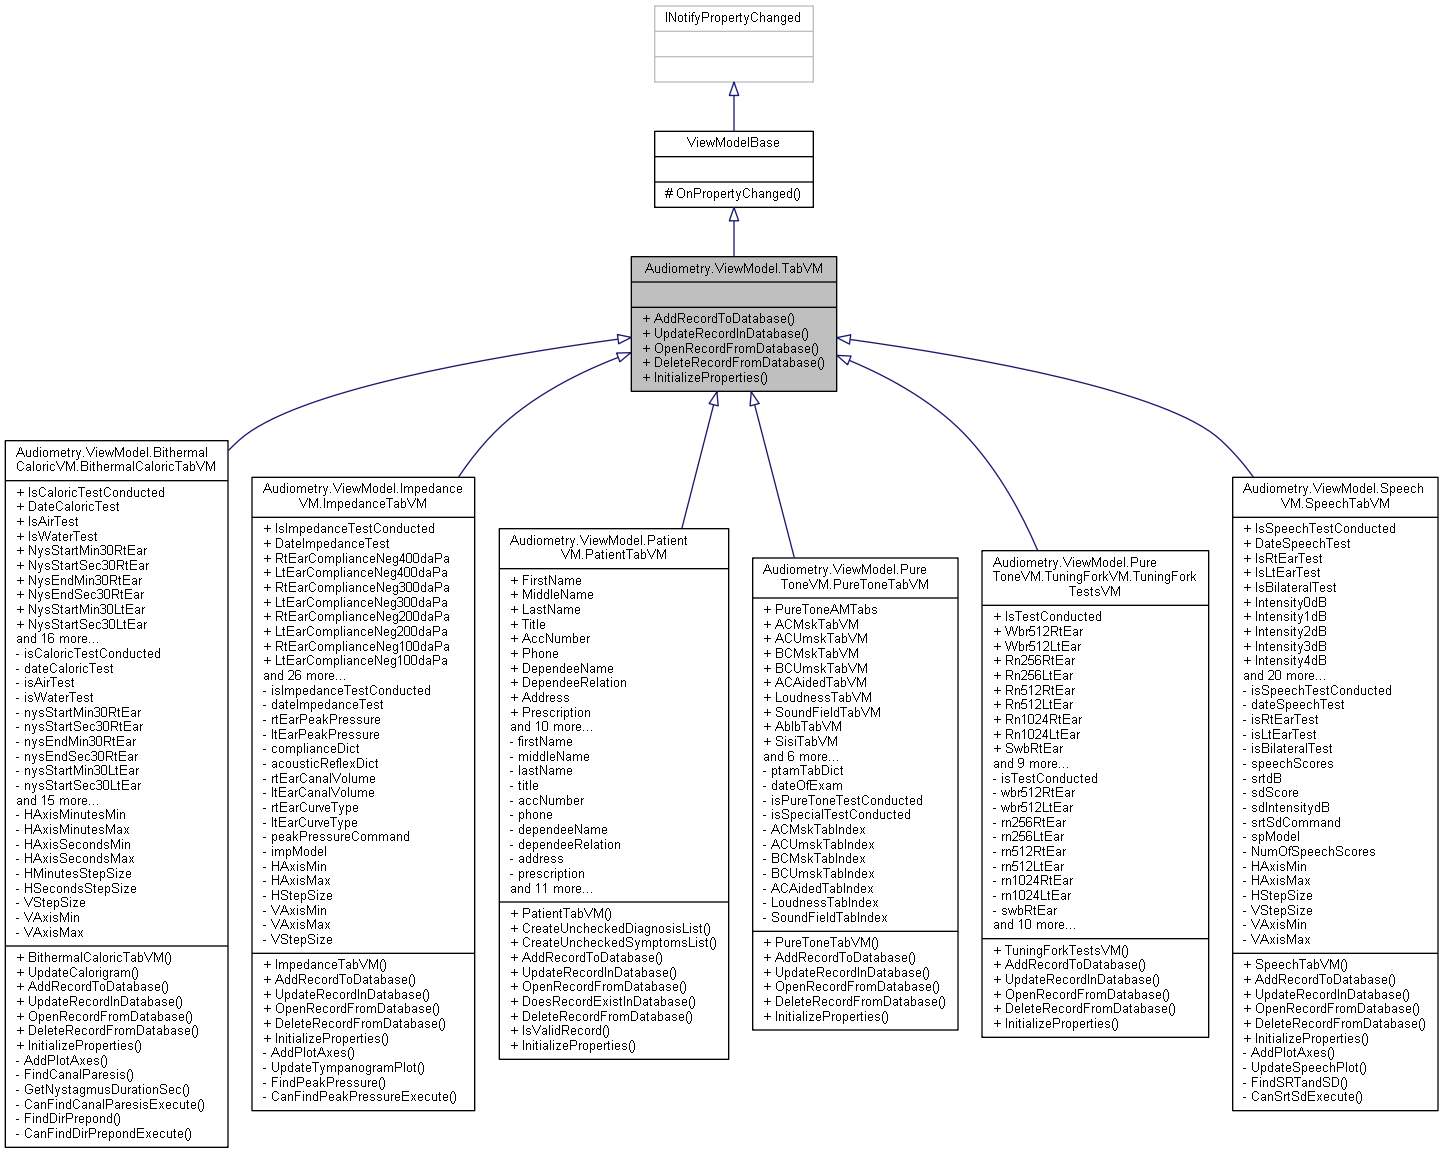 INotifyPropertyChanged
ViewModelBase
# OnPropertyChanged()
Audiometry.ViewModel.TabVM
+ AddRecordToDatabase()
+ UpdateRecordInDatabase()
+ OpenRecordFromDatabase()
+ DeleteRecordFromDatabase()
+ InitializeProperties()
Audiometry.ViewModel.Bithermal
CaloricVM.BithermalCaloricTabVM
+ IsCaloricTestConducted
+ DateCaloricTest
+ IsAirTest
+ IsWaterTest
+ NysStartMin30RtEar
+ NysStartSec30RtEar
+ NysEndMin30RtEar
+ NysEndSec30RtEar
+ NysStartMin30LtEar
+ NysStartSec30LtEar
and 16 more...
- isCaloricTestConducted
- dateCaloricTest
- isAirTest
- isWaterTest
- nysStartMin30RtEar
- nysStartSec30RtEar
- nysEndMin30RtEar
- nysEndSec30RtEar
- nysStartMin30LtEar
- nysStartSec30LtEar
and 15 more...
- HAxisMinutesMin
- HAxisMinutesMax
- HAxisSecondsMin
- HAxisSecondsMax
- HMinutesStepSize
- HSecondsStepSize
- VStepSize
- VAxisMin
- VAxisMax
+ BithermalCaloricTabVM()
+ UpdateCalorigram()
+ AddRecordToDatabase()
+ UpdateRecordInDatabase()
+ OpenRecordFromDatabase()
+ DeleteRecordFromDatabase()
+ InitializeProperties()
- AddPlotAxes()
- FindCanalParesis()
- GetNystagmusDurationSec()
- CanFindCanalParesisExecute()
- FindDirPrepond()
- CanFindDirPrepondExecute()
Audiometry.ViewModel.Impedance
VM.ImpedanceTabVM
+ IsImpedanceTestConducted
+ DateImpedanceTest
+ RtEarComplianceNeg400daPa
+ LtEarComplianceNeg400daPa
+ RtEarComplianceNeg300daPa
+ LtEarComplianceNeg300daPa
+ RtEarComplianceNeg200daPa
+ LtEarComplianceNeg200daPa
+ RtEarComplianceNeg100daPa
+ LtEarComplianceNeg100daPa
and 26 more...
- isImpedanceTestConducted
- dateImpedanceTest
- rtEarPeakPressure
- ltEarPeakPressure
- complianceDict
- acousticReflexDict
- rtEarCanalVolume
- ltEarCanalVolume
- rtEarCurveType
- ltEarCurveType
- peakPressureCommand
- impModel
- HAxisMin
- HAxisMax
- HStepSize
- VAxisMin
- VAxisMax
- VStepSize
+ ImpedanceTabVM()
+ AddRecordToDatabase()
+ UpdateRecordInDatabase()
+ OpenRecordFromDatabase()
+ DeleteRecordFromDatabase()
+ InitializeProperties()
- AddPlotAxes()
- UpdateTympanogramPlot()
- FindPeakPressure()
- CanFindPeakPressureExecute()
Audiometry.ViewModel.Patient
VM.PatientTabVM
+ FirstName
+ MiddleName
+ LastName
+ Title
+ AccNumber
+ Phone
+ DependeeName
+ DependeeRelation
+ Address
+ Prescription
and 10 more...
- firstName
- middleName
- lastName
- title
- accNumber
- phone
- dependeeName
- dependeeRelation
- address
- prescription
and 11 more...
+ PatientTabVM()
+ CreateUncheckedDiagnosisList()
+ CreateUncheckedSymptomsList()
+ AddRecordToDatabase()
+ UpdateRecordInDatabase()
+ OpenRecordFromDatabase()
+ DoesRecordExistInDatabase()
+ DeleteRecordFromDatabase()
+ IsValidRecord()
+ InitializeProperties()
Audiometry.ViewModel.Pure
ToneVM.PureToneTabVM
+ PureToneAMTabs
+ ACMskTabVM
+ ACUmskTabVM
+ BCMskTabVM
+ BCUmskTabVM
+ ACAidedTabVM
+ LoudnessTabVM
+ SoundFieldTabVM
+ AblbTabVM
+ SisiTabVM
and 6 more...
- ptamTabDict
- dateOfExam
- isPureToneTestConducted
- isSpecialTestConducted
- ACMskTabIndex
- ACUmskTabIndex
- BCMskTabIndex
- BCUmskTabIndex
- ACAidedTabIndex
- LoudnessTabIndex
- SoundFieldTabIndex
+ PureToneTabVM()
+ AddRecordToDatabase()
+ UpdateRecordInDatabase()
+ OpenRecordFromDatabase()
+ DeleteRecordFromDatabase()
+ InitializeProperties()
Audiometry.ViewModel.Pure
ToneVM.TuningForkVM.TuningFork
TestsVM
+ IsTestConducted
+ Wbr512RtEar
+ Wbr512LtEar
+ Rn256RtEar
+ Rn256LtEar
+ Rn512RtEar
+ Rn512LtEar
+ Rn1024RtEar
+ Rn1024LtEar
+ SwbRtEar
and 9 more...
- isTestConducted
- wbr512RtEar
- wbr512LtEar
- rn256RtEar
- rn256LtEar
- rn512RtEar
- rn512LtEar
- rn1024RtEar
- rn1024LtEar
- swbRtEar
and 10 more...
+ TuningForkTestsVM()
+ AddRecordToDatabase()
+ UpdateRecordInDatabase()
+ OpenRecordFromDatabase()
+ DeleteRecordFromDatabase()
+ InitializeProperties()
Audiometry.ViewModel.Speech
VM.SpeechTabVM
+ IsSpeechTestConducted
+ DateSpeechTest
+ IsRtEarTest
+ IsLtEarTest
+ IsBilateralTest
+ Intensity0dB
+ Intensity1dB
+ Intensity2dB
+ Intensity3dB
+ Intensity4dB
and 20 more...
- isSpeechTestConducted
- dateSpeechTest
- isRtEarTest
- isLtEarTest
- isBilateralTest
- speechScores
- srtdB
- sdScore
- sdIntensitydB
- srtSdCommand
- spModel
- NumOfSpeechScores
- HAxisMin
- HAxisMax
- HStepSize
- VStepSize
- VAxisMin
- VAxisMax
+ SpeechTabVM()
+ AddRecordToDatabase()
+ UpdateRecordInDatabase()
+ OpenRecordFromDatabase()
+ DeleteRecordFromDatabase()
+ InitializeProperties()
- AddPlotAxes()
- UpdateSpeechPlot()
- FindSRTandSD()
- CanSrtSdExecute()